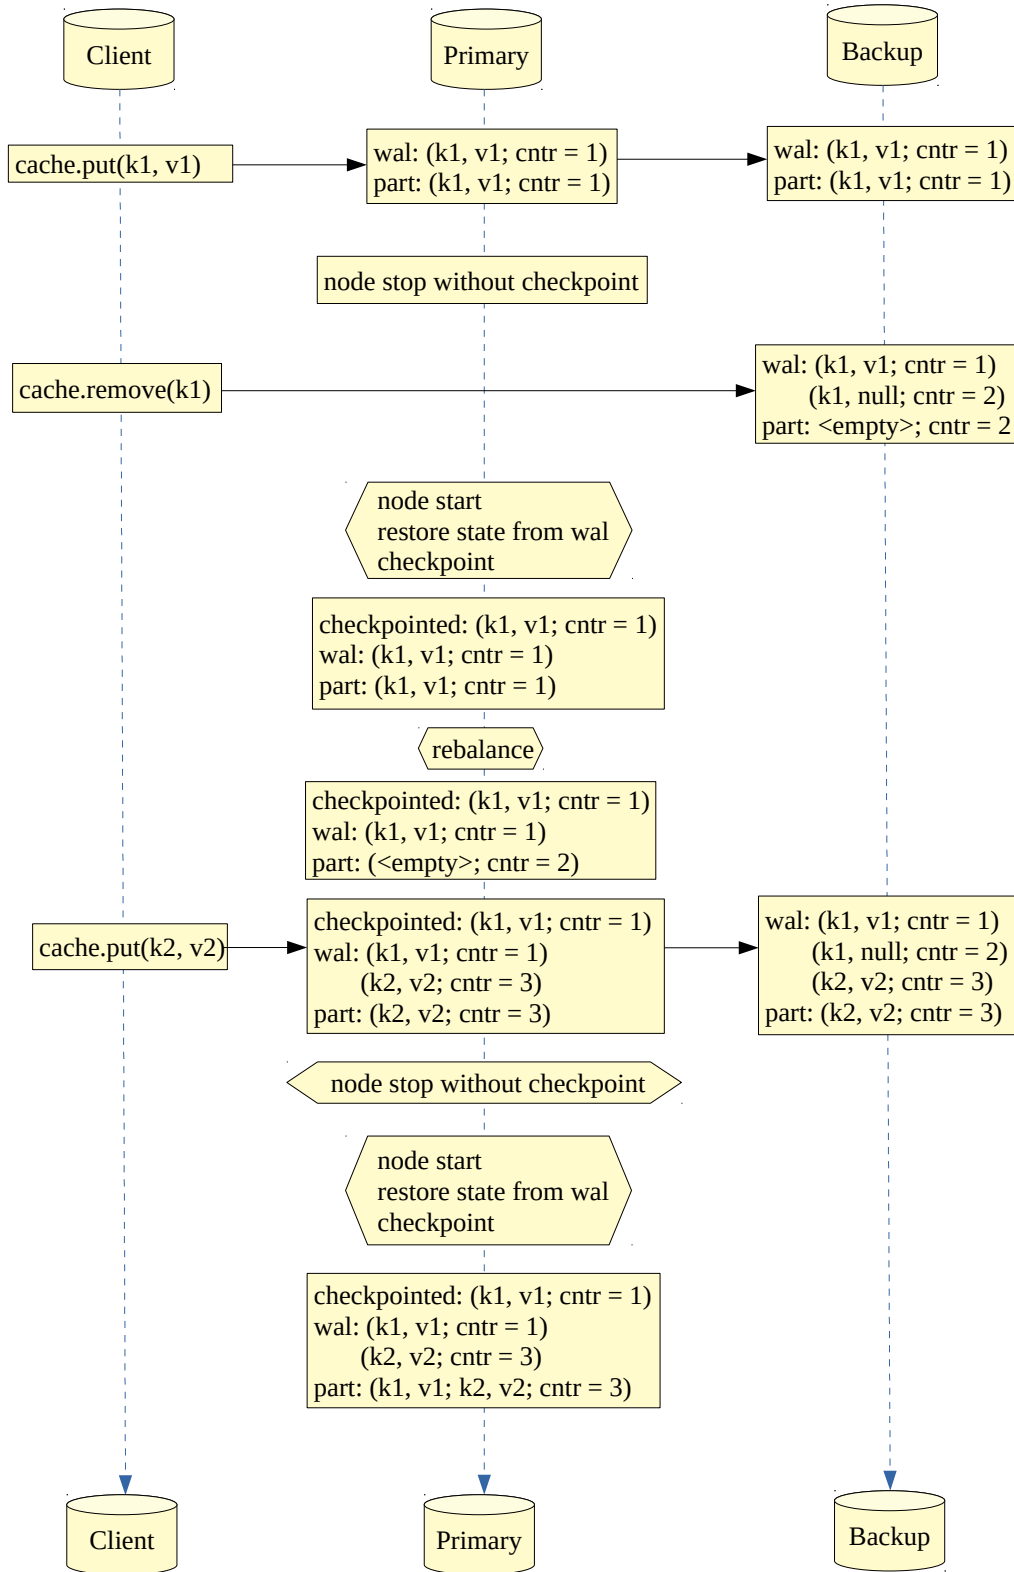 Client
Primary
Backup
cache.put(k1, v1)
wal: (k1, v1; cntr = 1)
part: (k1, v1; cntr = 1)
wal: (k1, v1; cntr = 1)
part: (k1, v1; cntr = 1)
node stop without checkpoint
cache.remove(k1)
wal: (k1, v1; cntr = 1)
(k1, null; cntr = 2)
part: <empty>; cntr = 2
node start
restore state from wal
checkpoint
checkpointed: (k1, v1; cntr = 1)
wal: (k1, v1; cntr = 1)
part: (k1, v1; cntr = 1)
rebalance
checkpointed: (k1, v1; cntr = 1)
wal: (k1, v1; cntr = 1)
part: (<empty>; cntr = 2)
cache.put(k2, v2)
checkpointed: (k1, v1; cntr = 1)
wal: (k1, v1; cntr = 1)
(k2, v2; cntr = 3)
part: (k2, v2; cntr = 3)
wal: (k1, v1; cntr = 1)
(k1, null; cntr = 2)
(k2, v2; cntr = 3)
part: (k2, v2; cntr = 3)
node stop without checkpoint
node start
restore state from wal
checkpoint
checkpointed: (k1, v1; cntr = 1)
wal: (k1, v1; cntr = 1)
(k2, v2; cntr = 3)
part: (k1, v1; k2, v2; cntr = 3)
Client
Primary
Backup